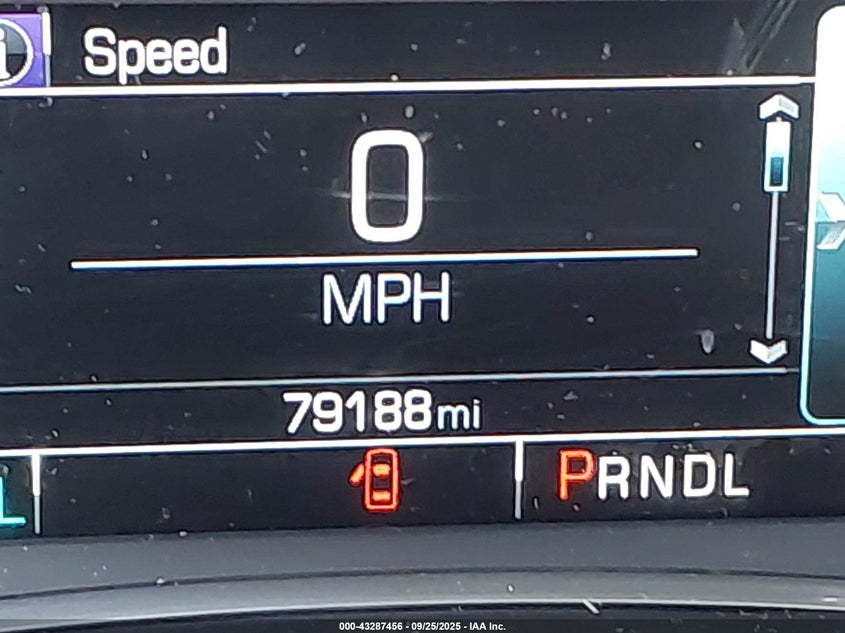 i Speed
0
MPH
79188mi
L PRNDL
000-43287456 - 09/25/2025 - IAA Inc.